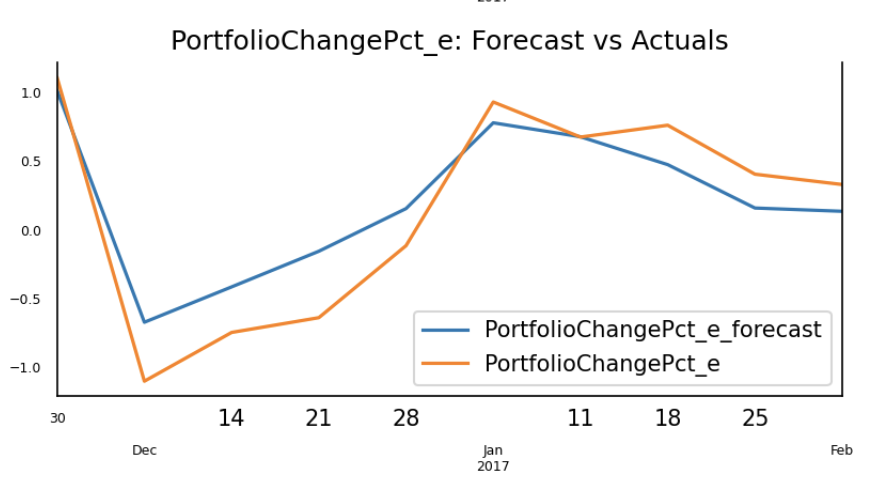 2017
PortfolioChangePct_e: Forecast vs Actuals
1.0
0.5
0.0
−0.5
−1.0
PortfolioChangePct_e_forecast
PortfolioChangePct_e
30 14 21 28 11 18 25
Dec Jan Feb
2017